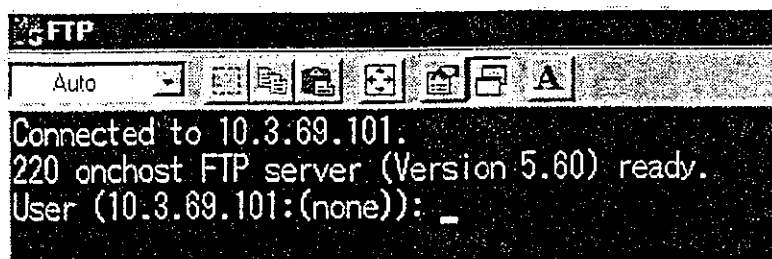 FTP
Auto
A
Connected to 10.3.69.101.
220 onchost FTP server (Version 5.60) ready.
User (10.3.69.101:(none)): _